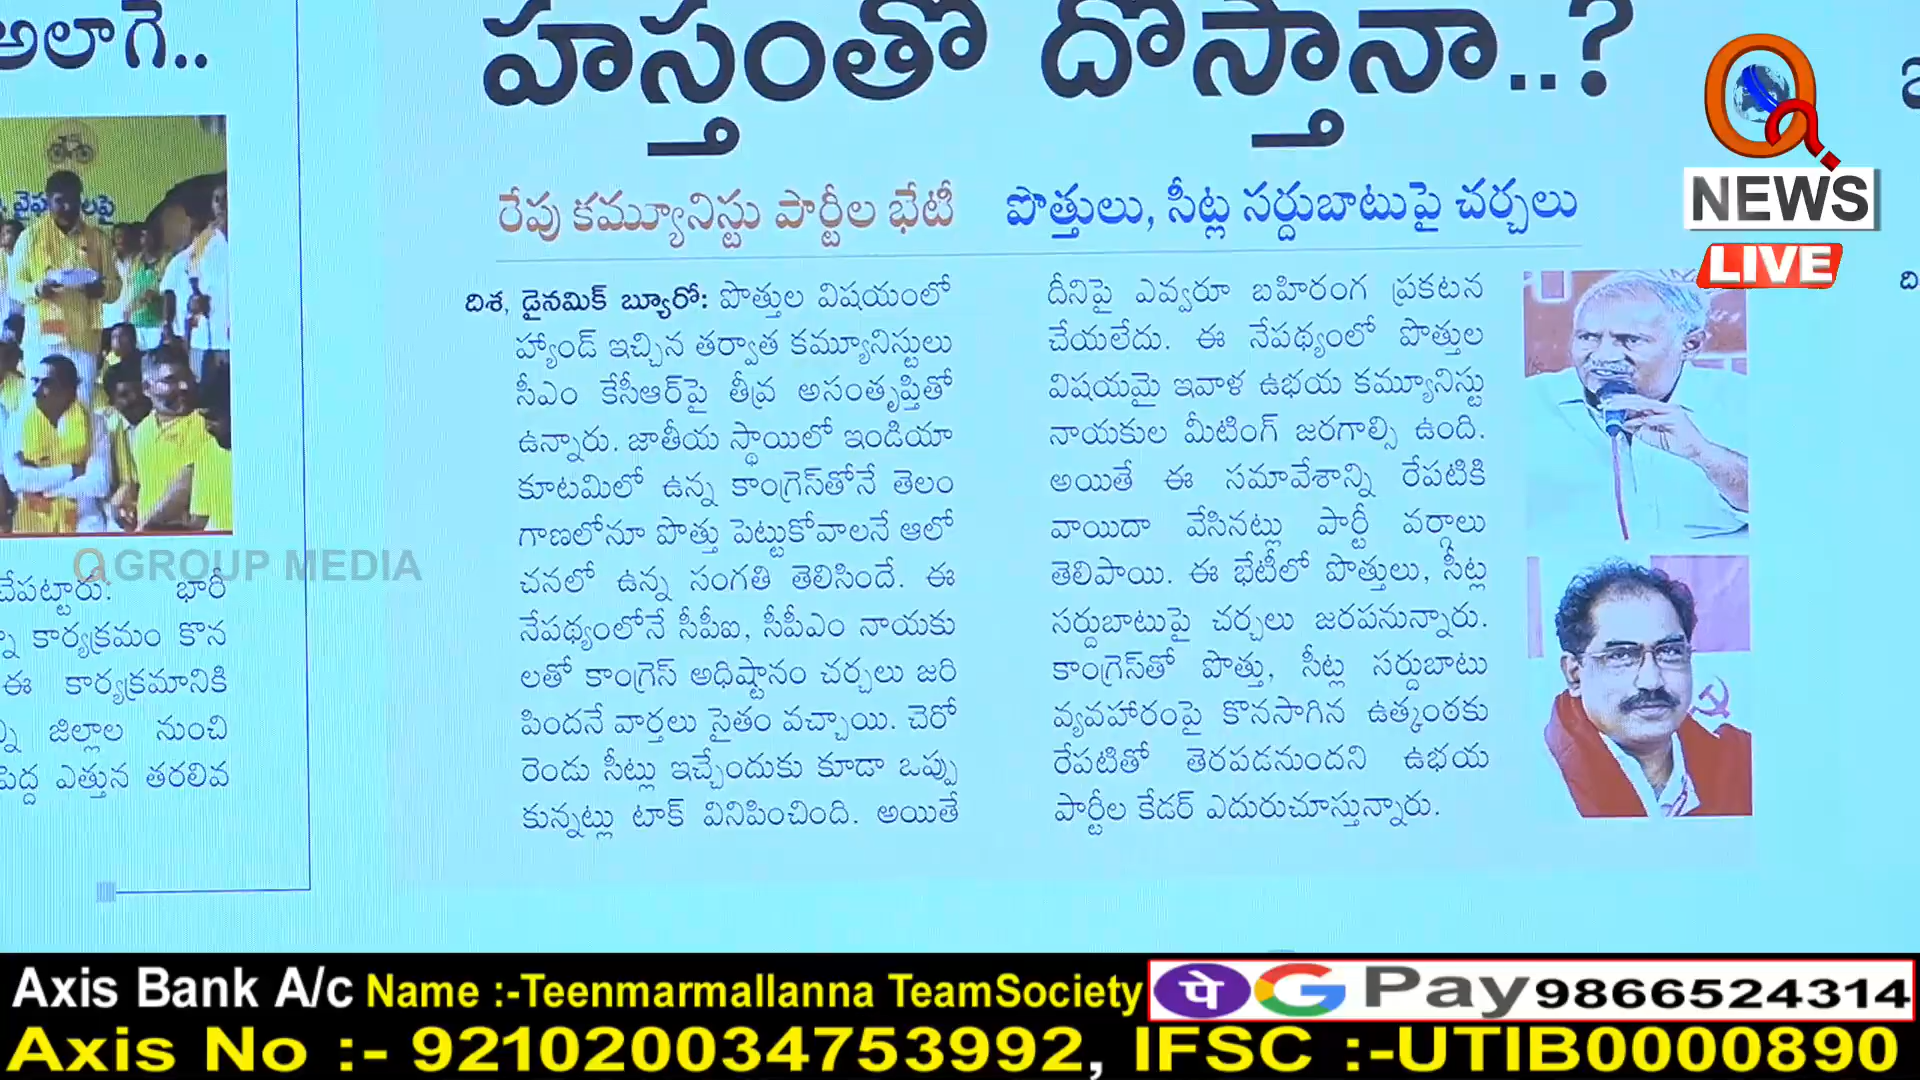 అలాగే..
హస్తంతో దోస్తానా..?
రేపు కమ్యూనిస్టు పార్టీల భేటీ
పొత్తులు, సీట్ల సర్దుబాటుపై చర్చలు
దిశ, డైనమిక్ బ్యూరో: పొత్తుల విషయంలో
హ్యాండ్ ఇచ్చిన తర్వాత కమ్యూనిస్టులు
సీఎం కేసీఆర్‌పై తీవ్ర అసంతృప్తితో
ఉన్నారు. జాతీయ స్థాయిలో ఇండియా
కూటమిలో ఉన్న కాంగ్రెస్‌తోనే తెలం
గాణలోనూ పొత్తు పెట్టుకోవాలనే ఆలో
చనలో ఉన్న సంగతి తెలిసిందే. ఈ
నేపథ్యంలోనే సీపీఐ, సీపీఎం నాయకు
లతో కాంగ్రెస్ అధిష్టానం చర్చలు జరి
పిందనే వార్తలు సైతం వచ్చాయి. చెరో
రెండు సీట్లు ఇచ్చేందుకు కూడా ఒప్పు
కున్నట్లు టాక్ వినిపించింది. అయితే
దీనిపై ఎవ్వరూ బహిరంగ ప్రకటన
చేయలేదు. ఈ నేపథ్యంలో పొత్తుల
విషయమై ఇవాళ ఉభయ కమ్యూనిస్టు
నాయకుల మీటింగ్ జరగాల్సి ఉంది.
అయితే ఈ సమావేశాన్ని రేపటికి
వాయిదా వేసినట్లు పార్టీ వర్గాలు
తెలిపాయి. ఈ భేటీలో పొత్తులు, సీట్ల
సర్దుబాటుపై చర్చలు జరపనున్నారు.
కాంగ్రెస్‌తో పొత్తు, సీట్ల సర్దుబాటు
వ్యవహారంపై కొనసాగిన ఉత్కంఠకు
రేపటితో తెరపడనుందని ఉభయ
పార్టీల కేడర్ ఎదురుచూస్తున్నారు.
చేపట్టారు. భారీ
కార్యక్రమం కొన
ఈ కార్యక్రమానికి
జిల్లాల నుంచి
పెద్ద ఎత్తున తరలివ
Q GROUP MEDIA
Q
NEWS
LIVE
Axis Bank A/c Name :-Teenmarmallanna TeamSociety
पे G Pay 9866524314
Axis No :- 921020034753992, IFSC :-UTIB0000890